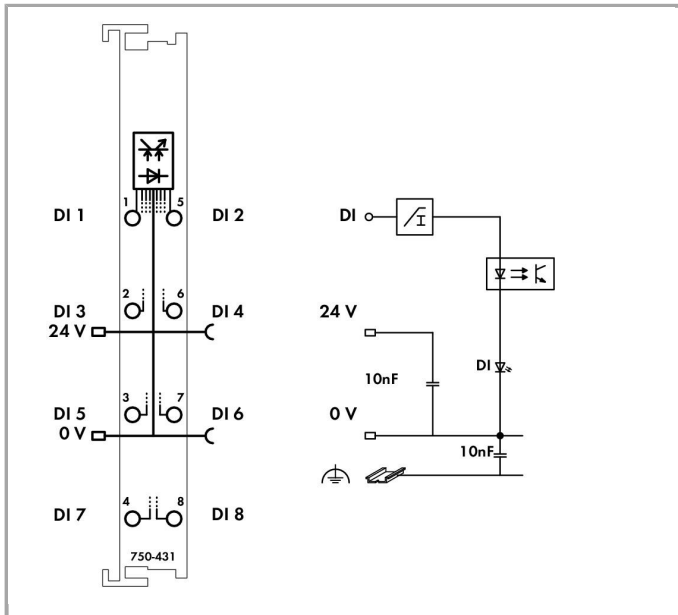 1 5
DI 1 DI 2 DI
I
2 6
DI 3 DI 4 24 V
24 V
DI
10nF
3 7
DI 5 DI 6 0 V
0 V
10nF
4 8
DI 7 DI 8
750-431